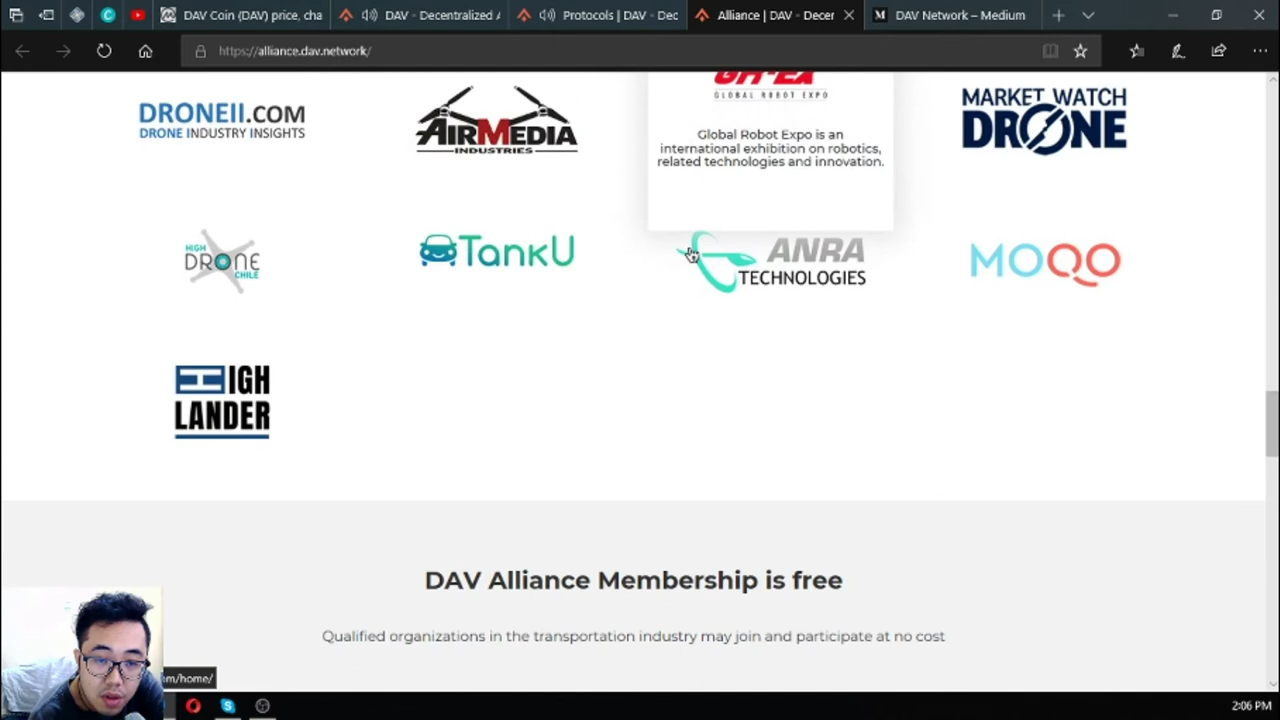 DAV Coin (DAV) price, cha
DAV - Decentralized A
Protocols | DAV - Dec
Alliance | DAV - Decer
DAV Network – Medium
https://alliance.dav.network/
DRONEII.COM
DRONE INDUSTRY INSIGHTS
AIRMEDIA
INDUSTRIES
GLOBAL ROBOT EXPO
Global Robot Expo is an
international exhibition on robotics,
related technologies and innovation.
MARKET WATCH
DRONE
HIGH
DRONE
CHILE
TankU
ANRA
TECHNOLOGIES
MOQO
HIGH
LANDER
DAV Alliance Membership is free
Qualified organizations in the transportation industry may join and participate at no cost
m/home/
2:06 PM